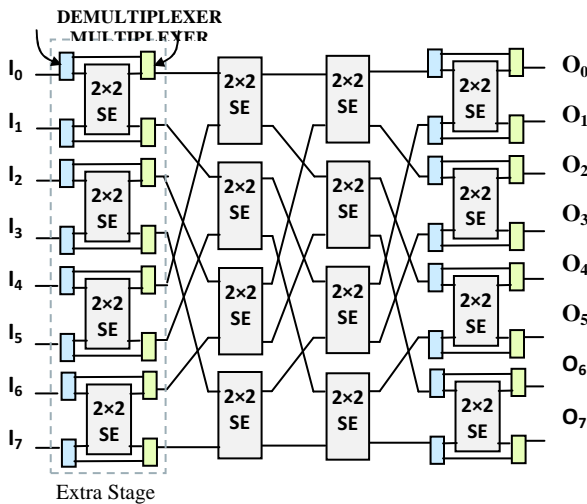 DEMULTIPLEXER
MULTIPLEXER
I0
I1
I2
I3
I4
I5
I6
I7
2×2
SE
2×2
SE
2×2
SE
2×2
SE
2×2
SE
2×2
SE
2×2
SE
2×2
SE
2×2
SE
2×2
SE
2×2
SE
2×2
SE
2×2
SE
2×2
SE
2×2
SE
2×2
SE
O0
O1
O2
O3
O4
O5
O6
O7
Extra Stage